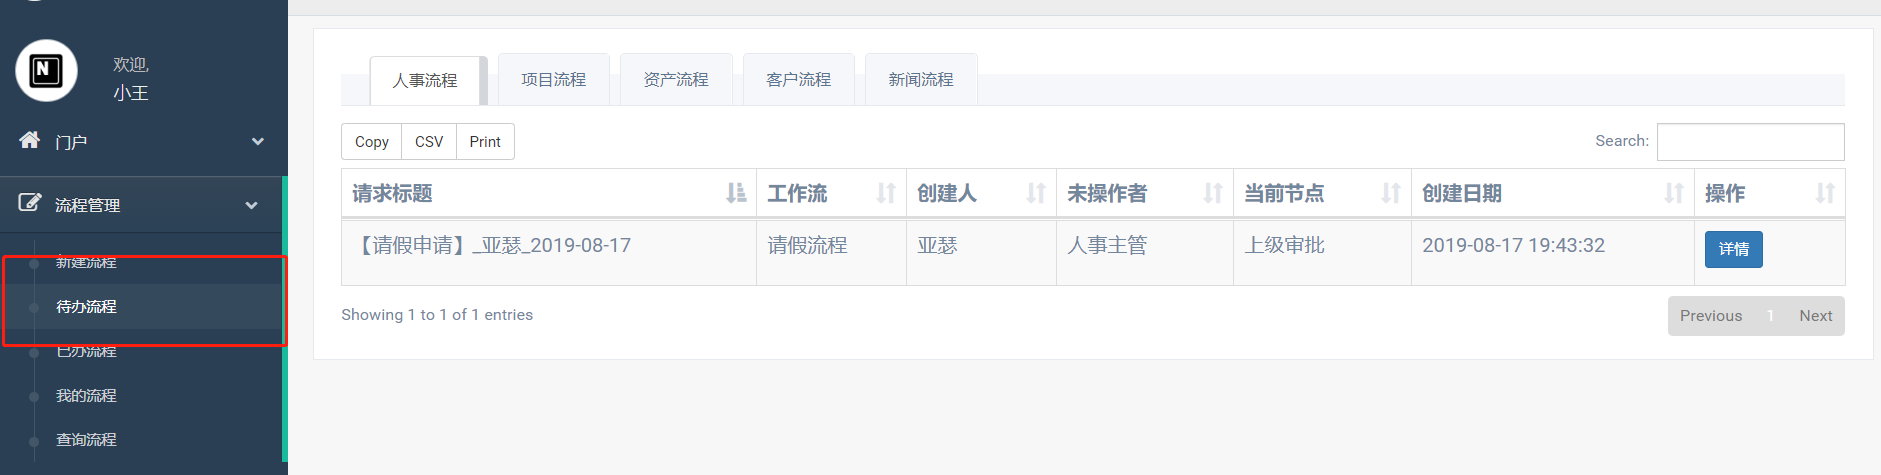 N
欢迎,
小王
门户
流程管理
新建流程
待办流程
已办流程
我的流程
查询流程
人事流程 项目流程 资产流程 客户流程 新闻流程
Copy CSV Print Search:
请求标题 工作流 创建人 未操作者 当前节点 创建日期 操作
【请假申请】_亚瑟_2019-08-17 请假流程 亚瑟 人事主管 上级审批 2019-08-17 19:43:32 详情
Showing 1 to 1 of 1 entries Previous 1 Next